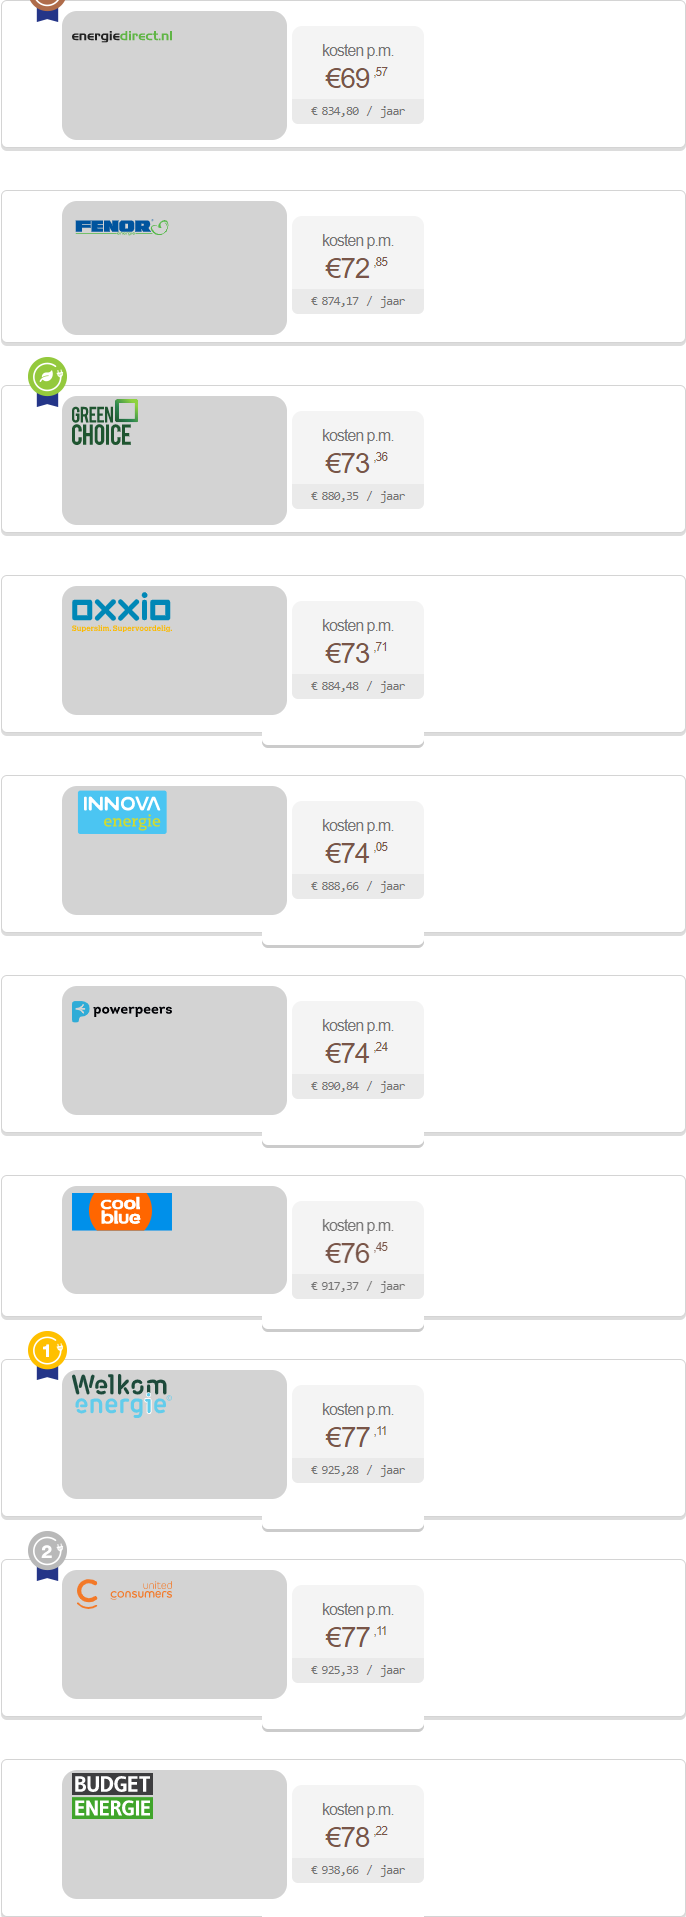 energiedirect.nl
kosten p.m.
€69,57
€ 834,80 / jaar
FENOR
kosten p.m.
€72,85
€ 874,17 / jaar
GREEN
CHOICE
kosten p.m.
€73,36
€ 880,35 / jaar
oxxio
Superslim. Supervoordelig.
kosten p.m.
€73,71
€ 884,48 / jaar
INNOVA
energie
kosten p.m.
€74,05
€ 888,66 / jaar
powerpeers
kosten p.m.
€74,24
€ 890,84 / jaar
cool
blue
kosten p.m.
€76,45
€ 917,37 / jaar
1
Welkom
energie
kosten p.m.
€77,11
€ 925,28 / jaar
2
united
consumers
kosten p.m.
€77,11
€ 925,33 / jaar
BUDGET
ENERGIE
kosten p.m.
€78,22
€ 938,66 / jaar